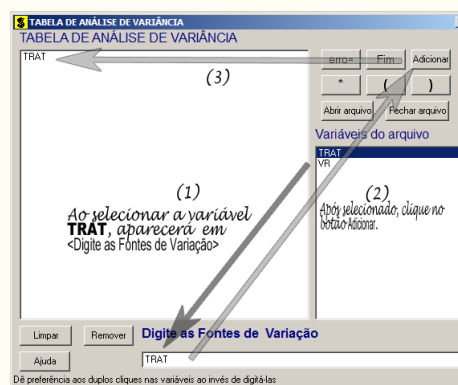 TABELA DE ANÁLISE DE VARIÂNCIA
TABELA DE ANÁLISE DE VARIÂNCIA
TRAT
(3)
erro=
Fim
Adicionar
*
(
)
Abrir arquivo
Fechar arquivo
Variáveis do arquivo
TRAT
VR
(1)
Ao selecionar a variável
TRAT, aparecerá em
<Digite as Fontes de Variação>
(2)
Após selecionado, clique no
botão Adicionar.
Limpar
Remover
Digite as Fontes de Variação
Ajuda
TRAT
Dê preferência aos duplos cliques nas variáveis ao invés de digitá-las